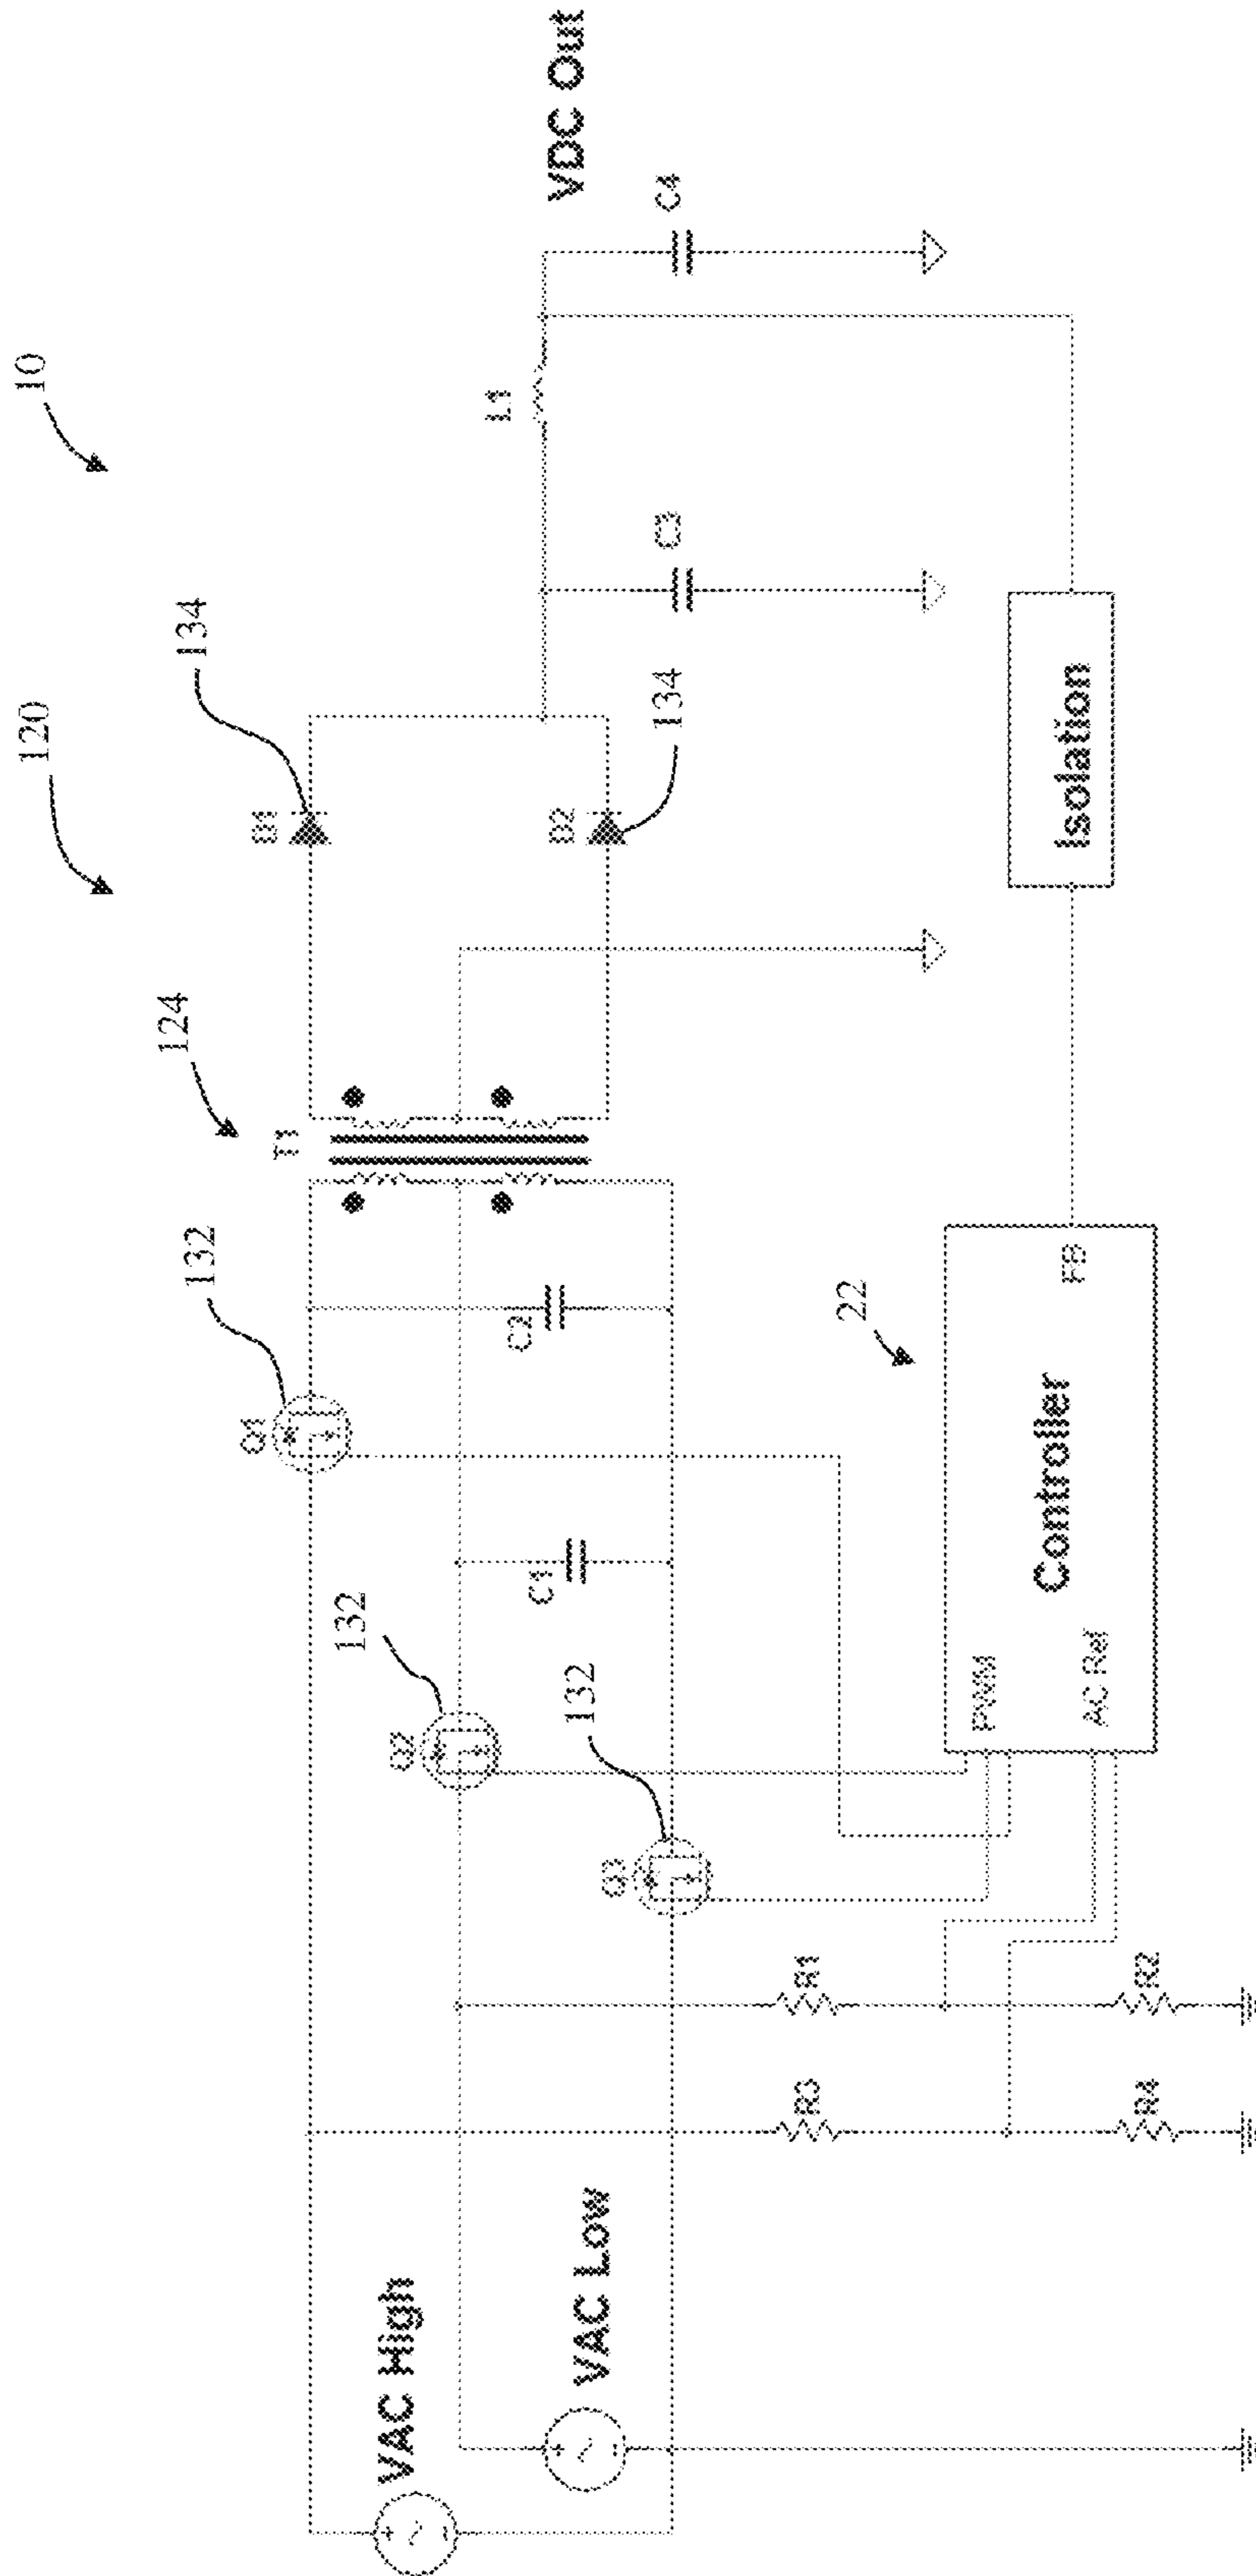 10
120
134
124
132
T1
D1
Q1
132
Q2
C2
134
D2
L1
C3
C4
VDC Out
VAC High
C1
132
Q3
VAC Low
R3
R1
22
PWM
AC Ref
Controller
FB
Isolation
R4
R2